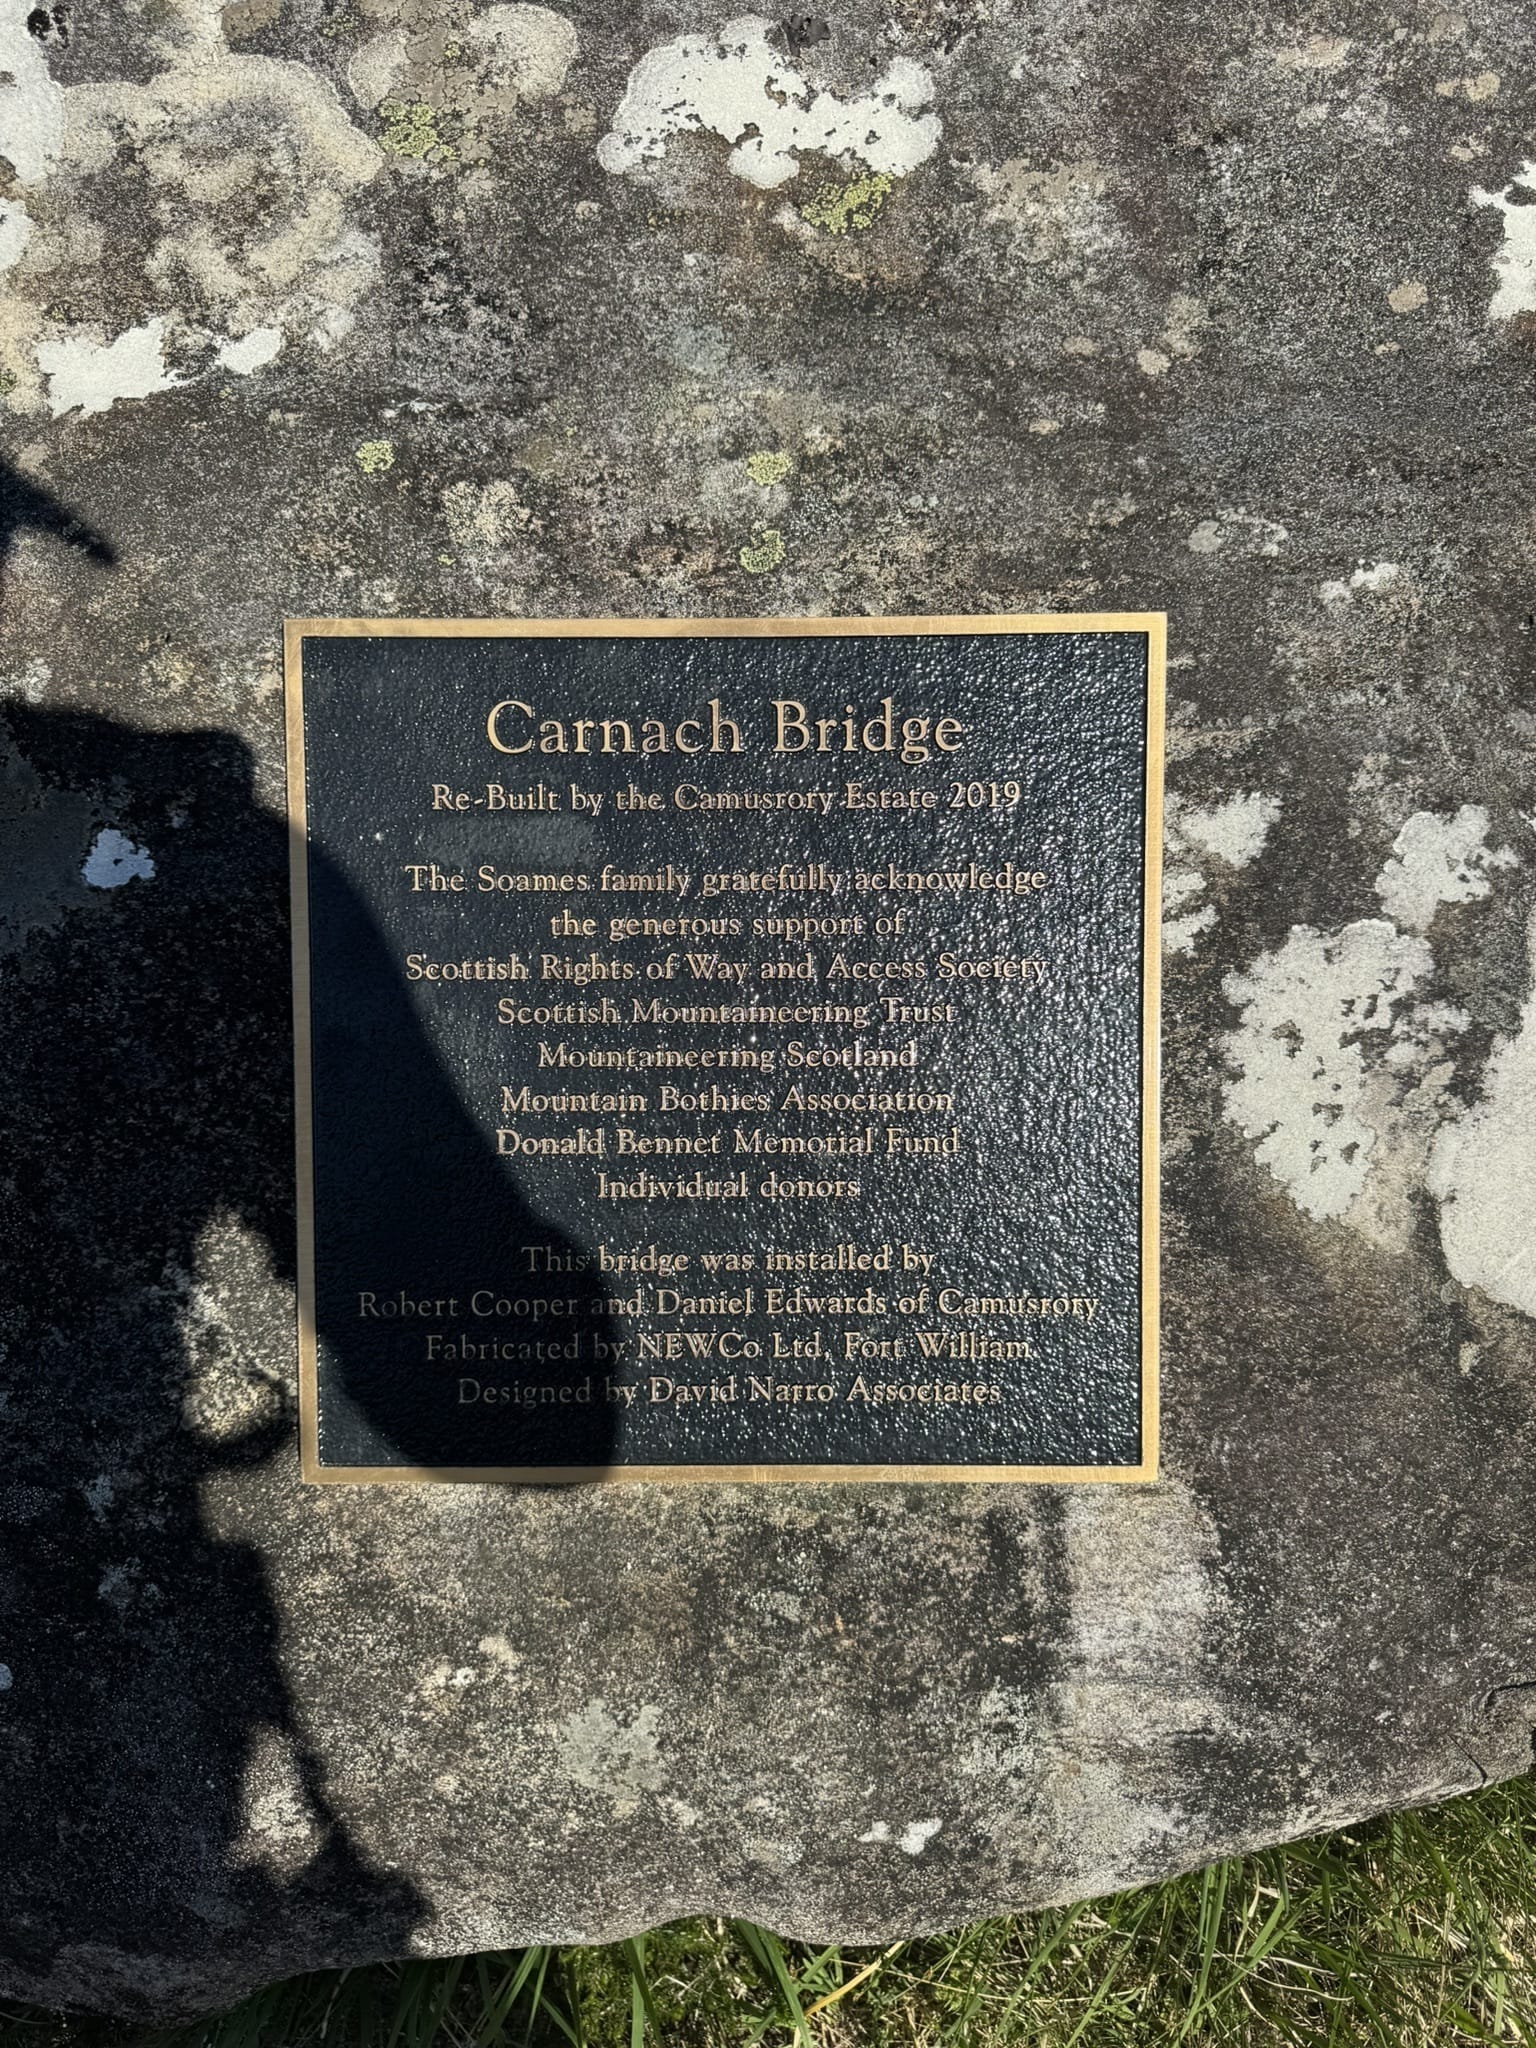 Carnach Bridge
Re-Built by the Camusrory Estate 2019
The Soames family gratefully acknowledge
the generous support of
Scottish Rights of Way and Access Society
Scottish Mountaineering Trust
Mountaineering Scotland
Mountain Bothies Association
Donald Bennet Memorial Fund
Individual donors
This bridge was installed by
Robert Cooper and Daniel Edwards of Camusrory
Fabricated by NEWCo Ltd, Fort William
Designed by David Narro Associates